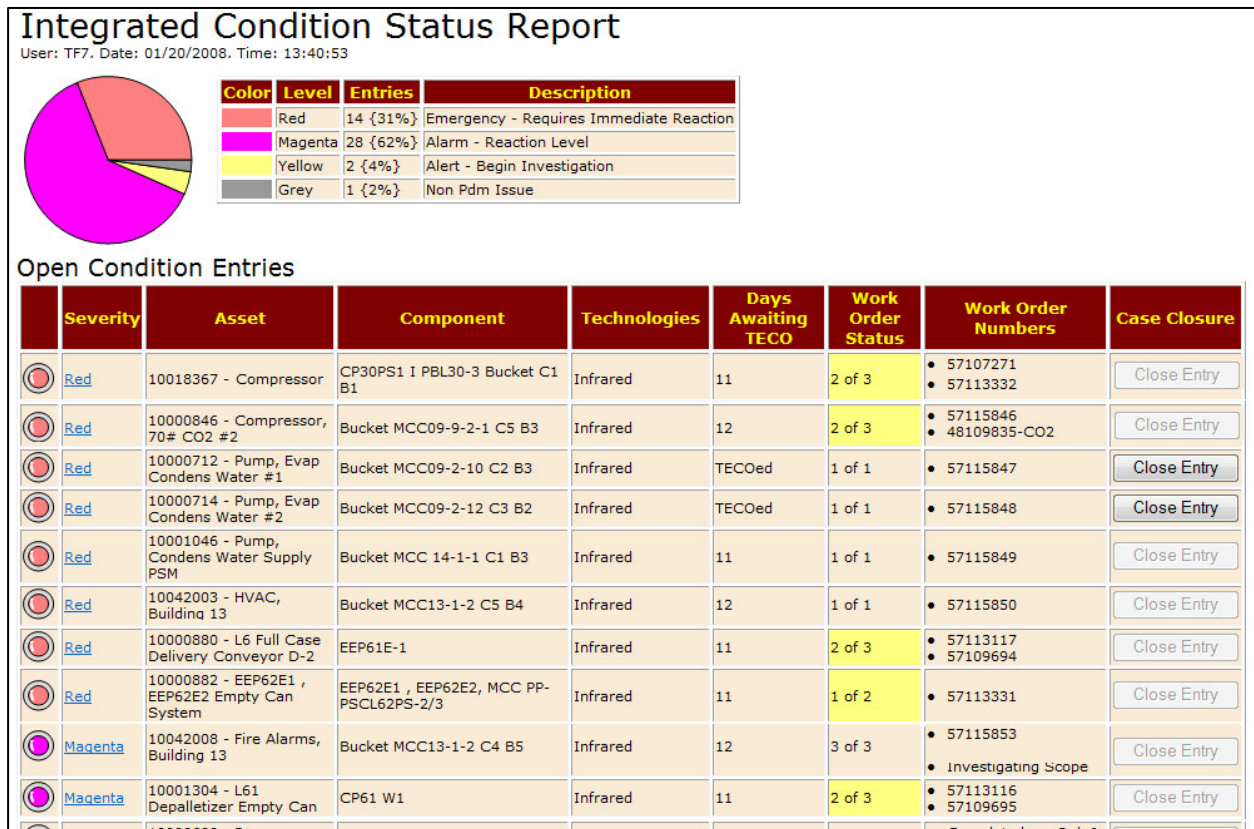 Integrated Condition Status Report
User: TF7, Date: 01/20/2008, Time: 13:40:53
Color Level Entries Description
Red 14 {31%} Emergency - Requires Immediate Reaction
Magenta 28 {62%} Alarm - Reaction Level
Yellow 2 {4%} Alert - Begin Investigation
Grey 1 {2%} Non Pdm Issue
Open Condition Entries
Severity Asset Component Technologies Days Awaiting TECO Work Order Status Work Order Numbers Case Closure
Red 10018367 - Compressor CP30PS1 I PBL30-3 Bucket C1 B1 Infrared 11 2 of 3 • 57107271 • 57113332 Close Entry
Red 10000846 - Compressor, 70# CO2 #2 Bucket MCC09-9-2-1 C5 B3 Infrared 12 2 of 3 • 57115846 • 48109835-CO2 Close Entry
Red 10000712 - Pump, Evap Condens Water #1 Bucket MCC09-2-10 C2 B3 Infrared TECOed 1 of 1 • 57115847 Close Entry
Red 10000714 - Pump, Evap Condens Water #2 Bucket MCC09-2-12 C3 B2 Infrared TECOed 1 of 1 • 57115848 Close Entry
Red 10001046 - Pump, Condens Water Supply PSM Bucket MCC 14-1-1 C1 B3 Infrared 11 1 of 1 • 57115849 Close Entry
Red 10042003 - HVAC, Building 13 Bucket MCC13-1-2 C5 B4 Infrared 12 1 of 1 • 57115850 Close Entry
Red 10000880 - L6 Full Case Delivery Conveyor D-2 EEP61E-1 Infrared 11 2 of 3 • 57113117 • 57109694 Close Entry
Red 10000882 - EEP62E1 , EEP62E2 Empty Can System EEP62E1 , EEP62E2, MCC PP-PSCL62PS-2/3 Infrared 11 1 of 2 • 57113331 Close Entry
Magenta 10042008 - Fire Alarms, Building 13 Bucket MCC13-1-2 C4 B5 Infrared 12 3 of 3 • 57115853 • Investigating Scope Close Entry
Magenta 10001304 - L61 Depalletizer Empty Can CP61 W1 Infrared 11 2 of 3 • 57113116 • 57109695 Close Entry